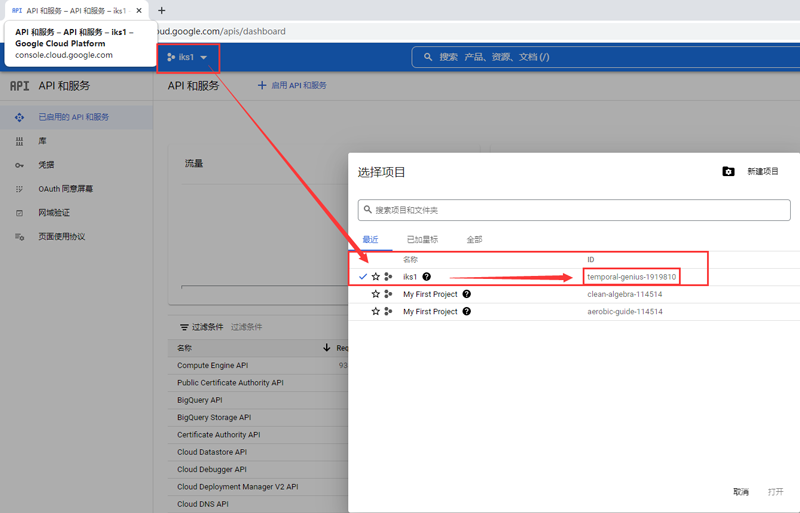 API API 和服务 – API 和服务 – iks1 ·
API 和服务 – API 和服务 – iks1 –
Google Cloud Platform
console.cloud.google.com
oud.google.com/apis/dashboard
iks1
搜索 产品、资源、文档 (/)
API API 和服务
API 和服务
启用 API 和服务
已启用的 API 和服务
库
凭据
OAuth 同意屏幕
网域验证
页面使用协议
流量
选择项目
新建项目
搜索项目和文件夹
最近
已加星标
全部
名称
ID
iks1
temporal-genius-1919810
My First Project
clean-algebra-114514
My First Project
aerobic-guide-114514
过滤条件 过滤条件
名称
Req
Compute Engine API
93
Public Certificate Authority API
BigQuery API
BigQuery Storage API
Certificate Authority API
Cloud Datastore API
Cloud Debugger API
Cloud Deployment Manager V2 API
Cloud DNS API
取消
打开